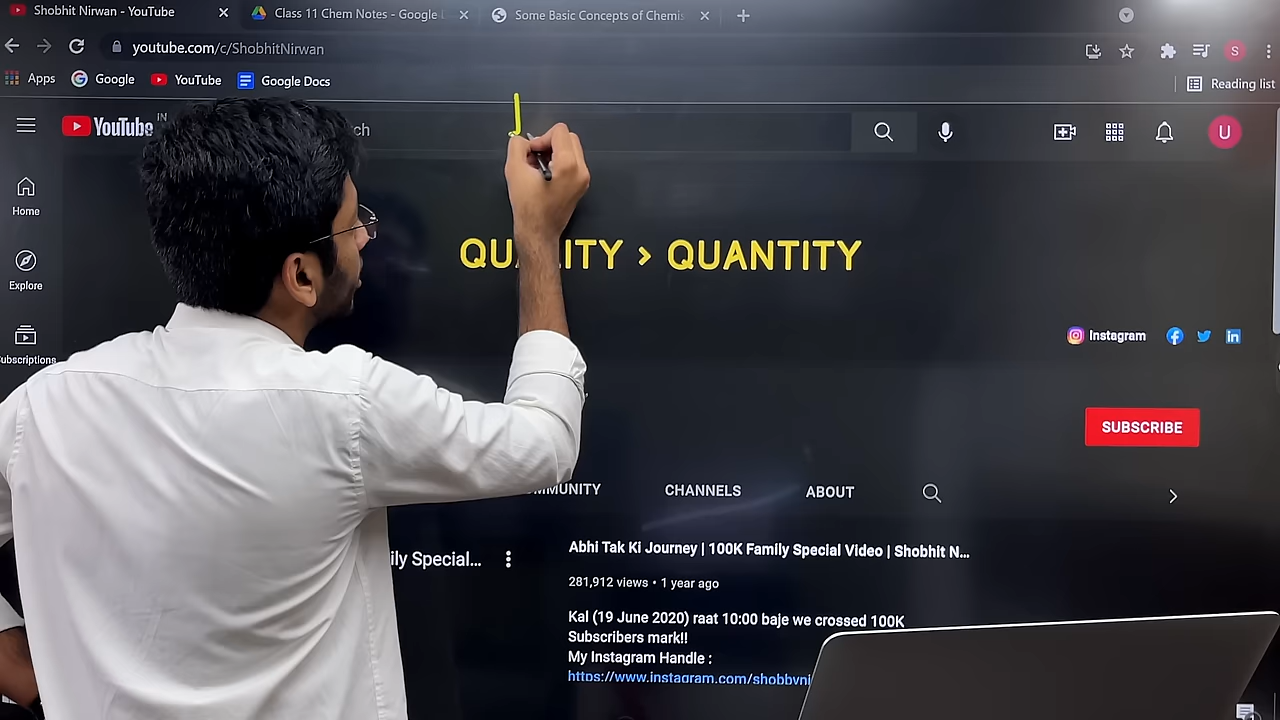 Shobhit Nirwan - YouTube
Class 11 Chem Notes - Google
Some Basic Concepts of Chemis
youtube.com/c/ShobhitNirwan
S
Apps
Google
YouTube
Google Docs
Reading list
YouTube IN
ch
U
Home
Explore
Subscriptions
QUALITY > QUANTITY
Instagram
SUBSCRIBE
MMUNITY
CHANNELS
ABOUT
ily Special...
Abhi Tak Ki Journey | 100K Family Special Video | Shobhit N...
281,912 views • 1 year ago
Kal (19 June 2020) raat 10:00 baje we crossed 100K
Subscribers mark!!
My Instagram Handle :
https://www.instagram.com/shobbyni